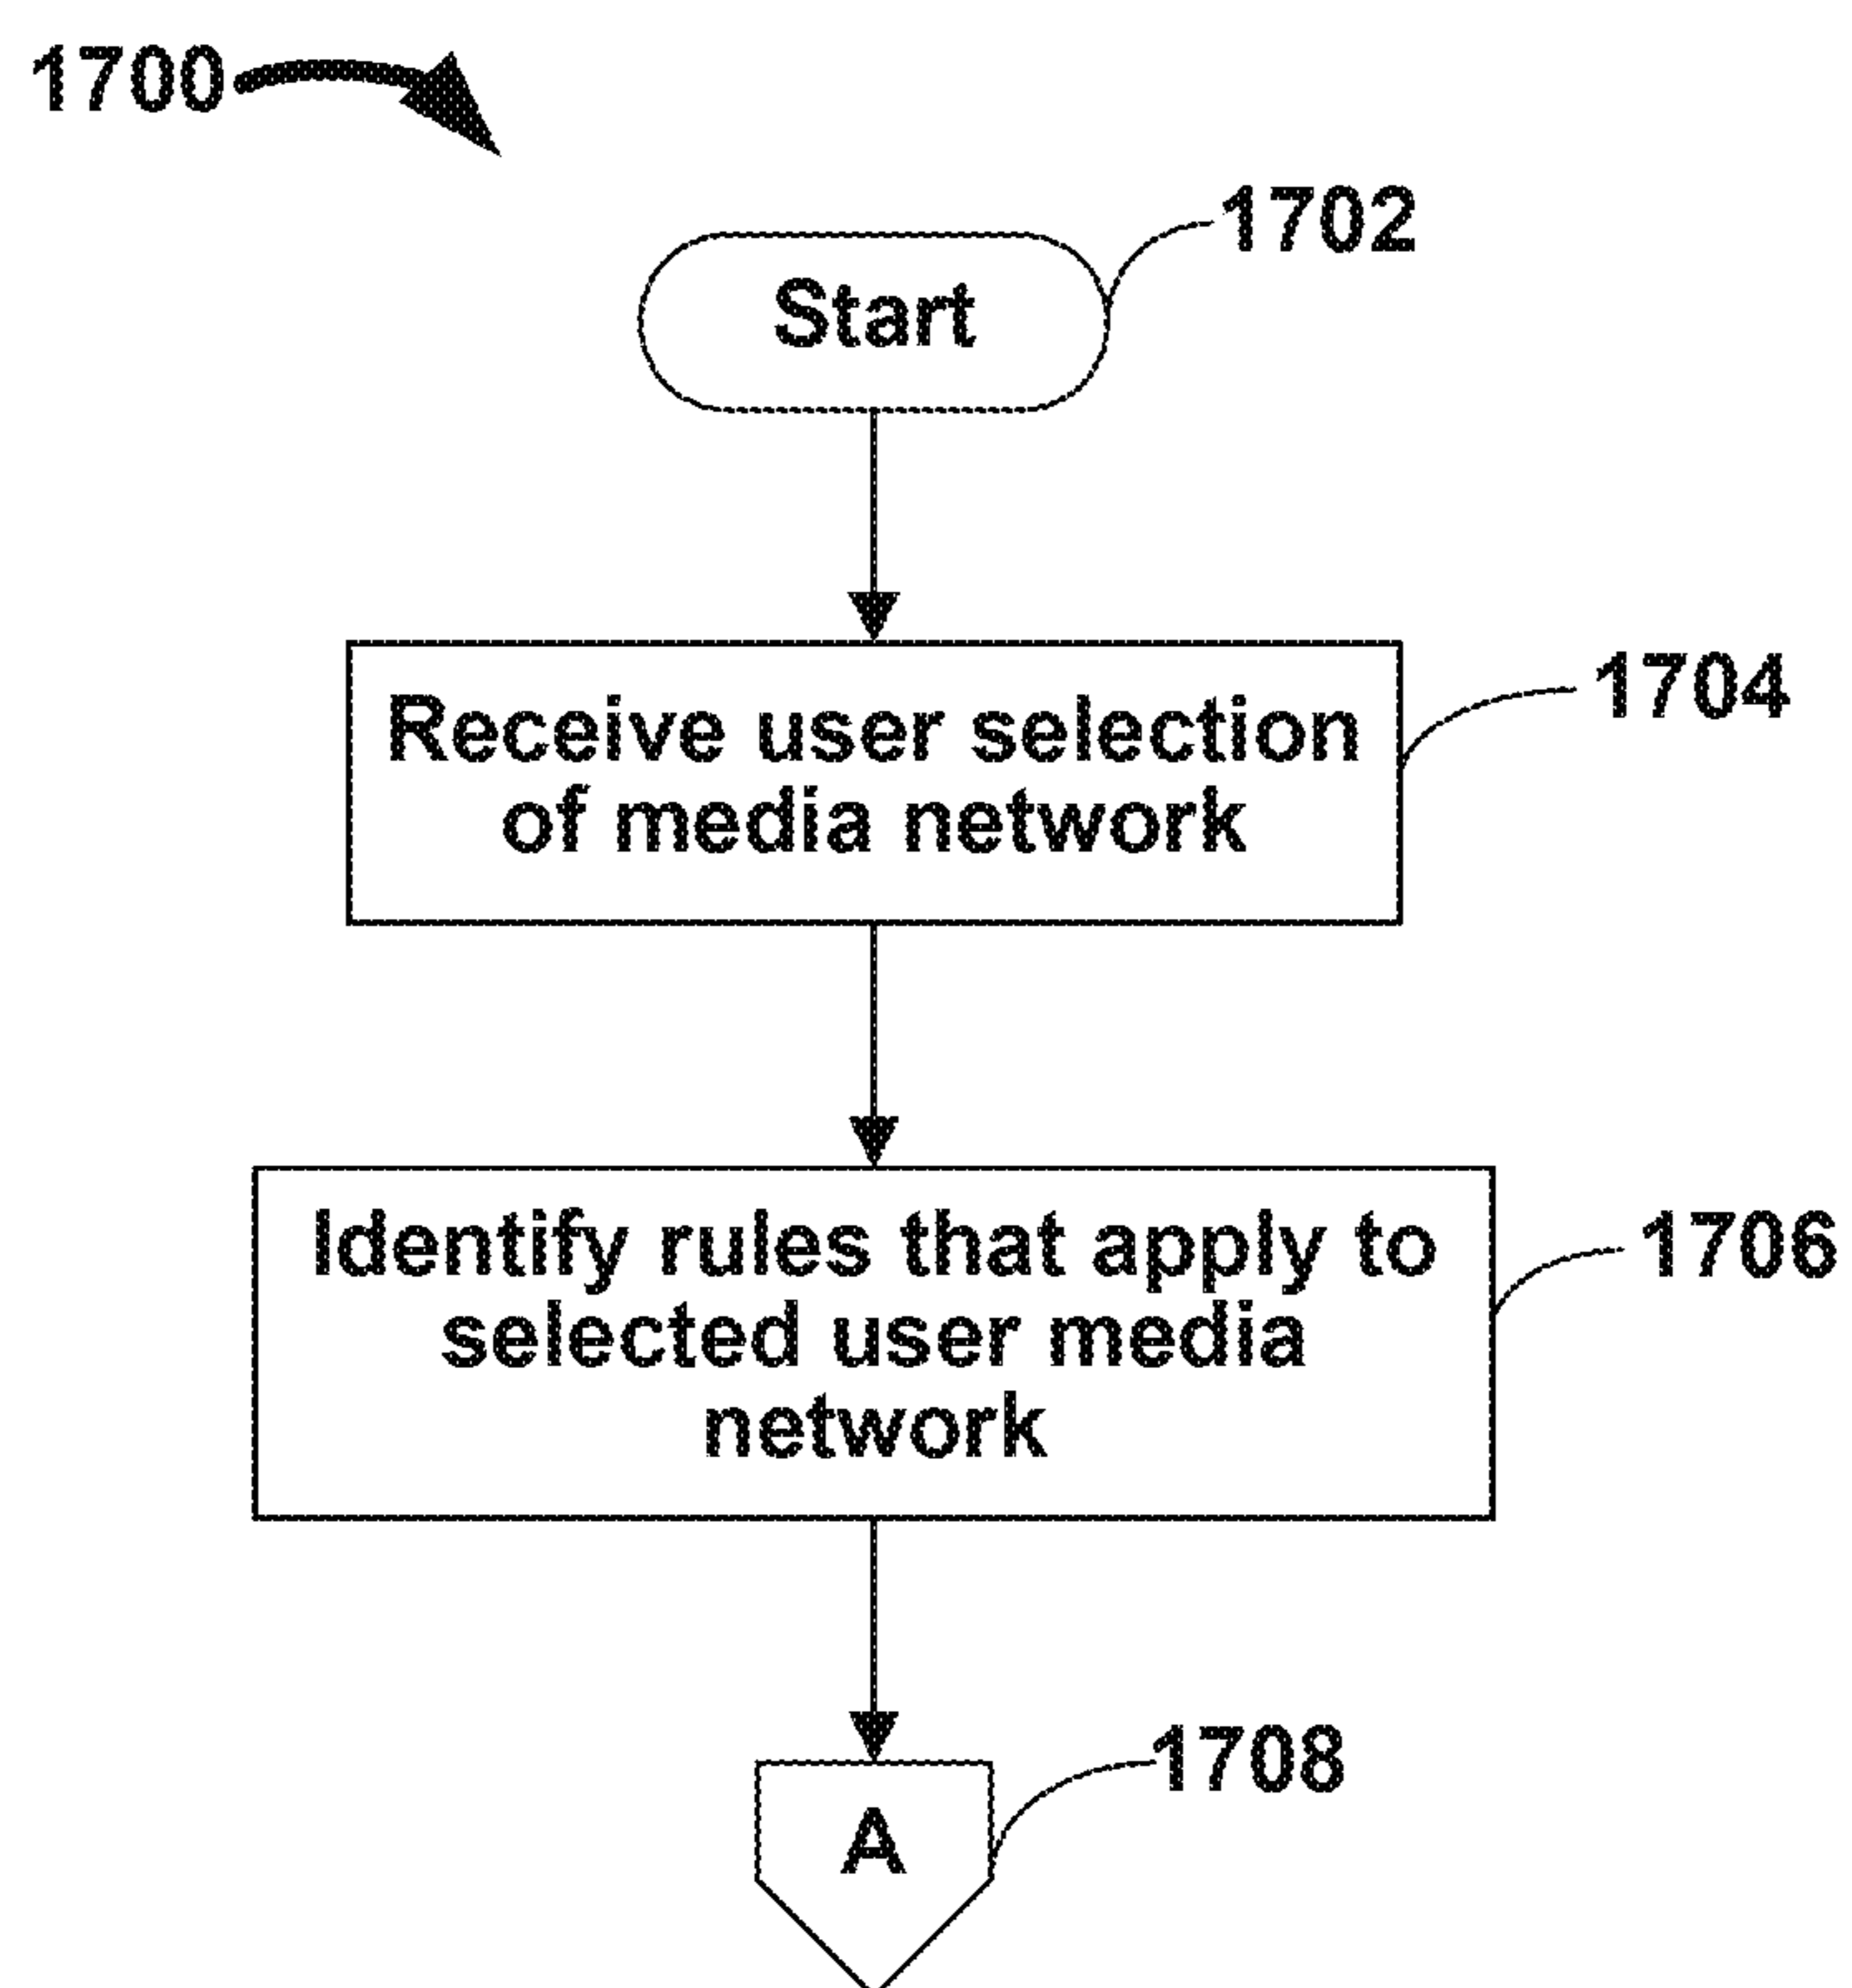 1700
1702
Start
1704
Receive user selection
of media network
1706
Identify rules that apply to
selected user media
network
1708
A